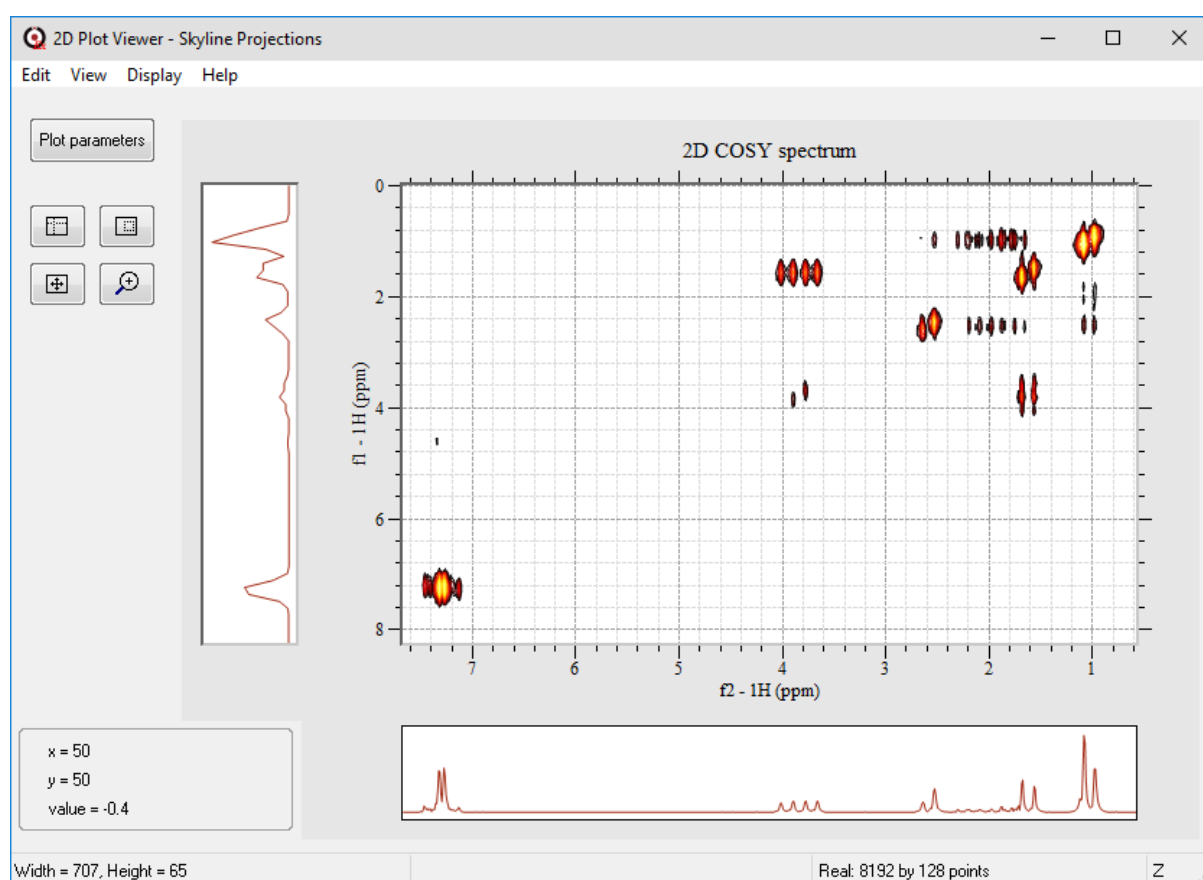 2D Plot Viewer - Skyline Projections
Edit View Display Help
Plot parameters
2D COSY spectrum
0
2
4
6
8
f1 - 1H (ppm)
7 6 5 4 3 2 1
f2 - 1H (ppm)
x = 50
y = 50
value = -0.4
Width = 707, Height = 65 Real: 8192 by 128 points Z